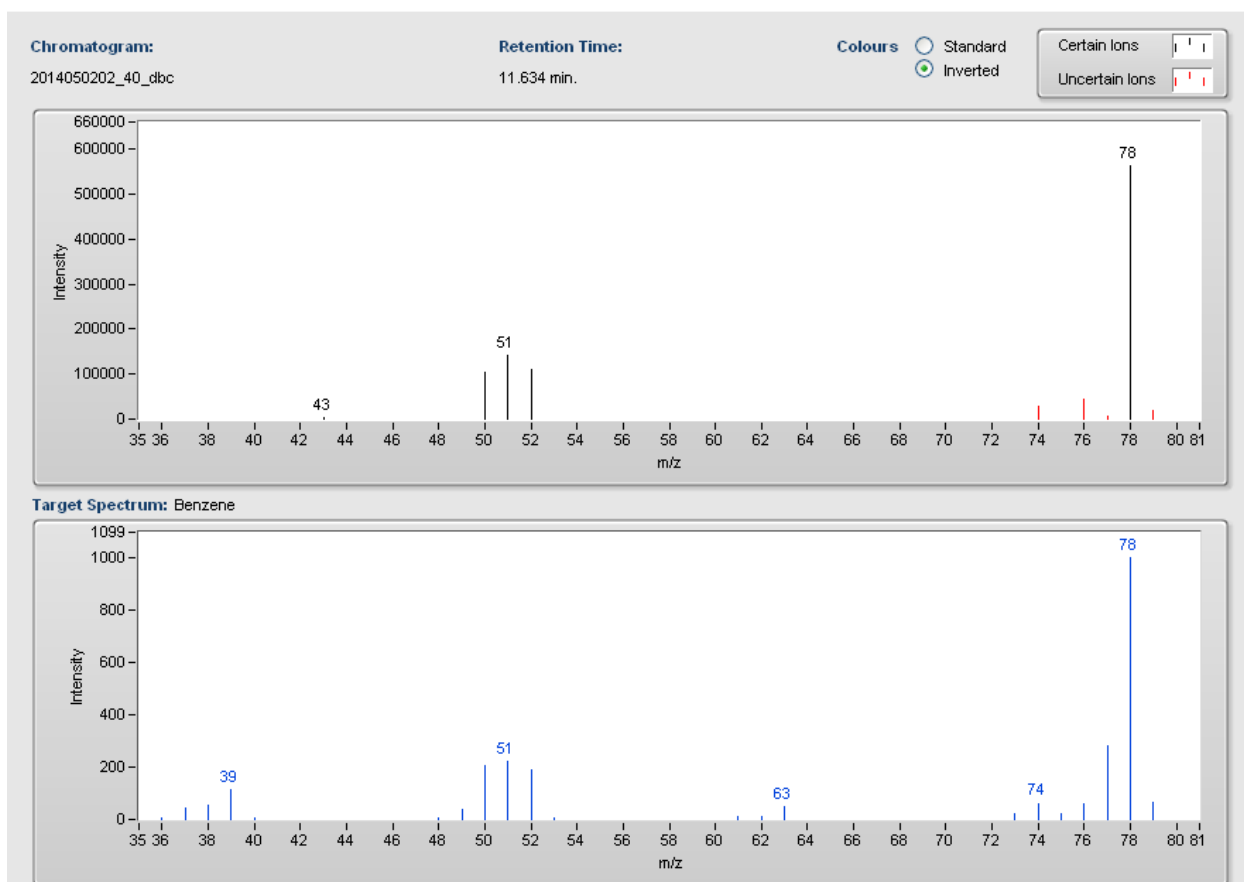 Chromatogram: Retention Time: Colours Standard Certain Ions
2014050202_40_dbc 11.634 min. Inverted Uncertain Ions
660000
600000
78
500000
400000
Intensity
300000
200000
51
100000
43
0
35 36 38 40 42 44 46 48 50 52 54 56 58 60 62 64 66 68 70 72 74 76 78 80 81
m/z
Target Spectrum: Benzene
1099
78
1000
800
Intensity
600
400
51
200
39
63
74
0
35 36 38 40 42 44 46 48 50 52 54 56 58 60 62 64 66 68 70 72 74 76 78 80 81
m/z